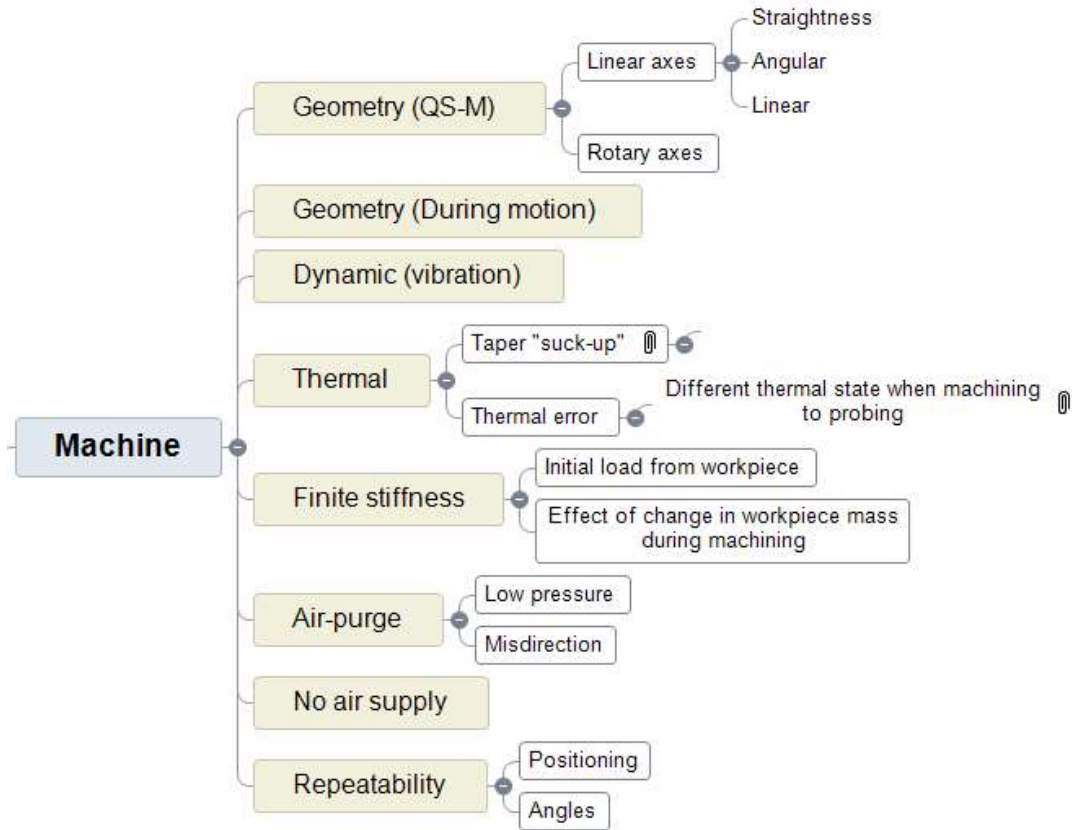 Straightness
Linear axes
Angular
Geometry (QS-M)
Linear
Rotary axes
Geometry (During motion)
Dynamic (vibration)
Taper "suck-up"
Thermal
Different thermal state when machining
to probing
Thermal error
Machine
Initial load from workpiece
Finite stiffness
Effect of change in workpiece mass
during machining
Low pressure
Air-purge
Misdirection
No air supply
Positioning
Repeatability
Angles